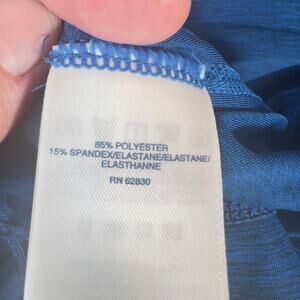 85% POLYESTER
15% SPANDEX/ELASTANE/ELASTANE/
ELASTHANNE
RN 62830